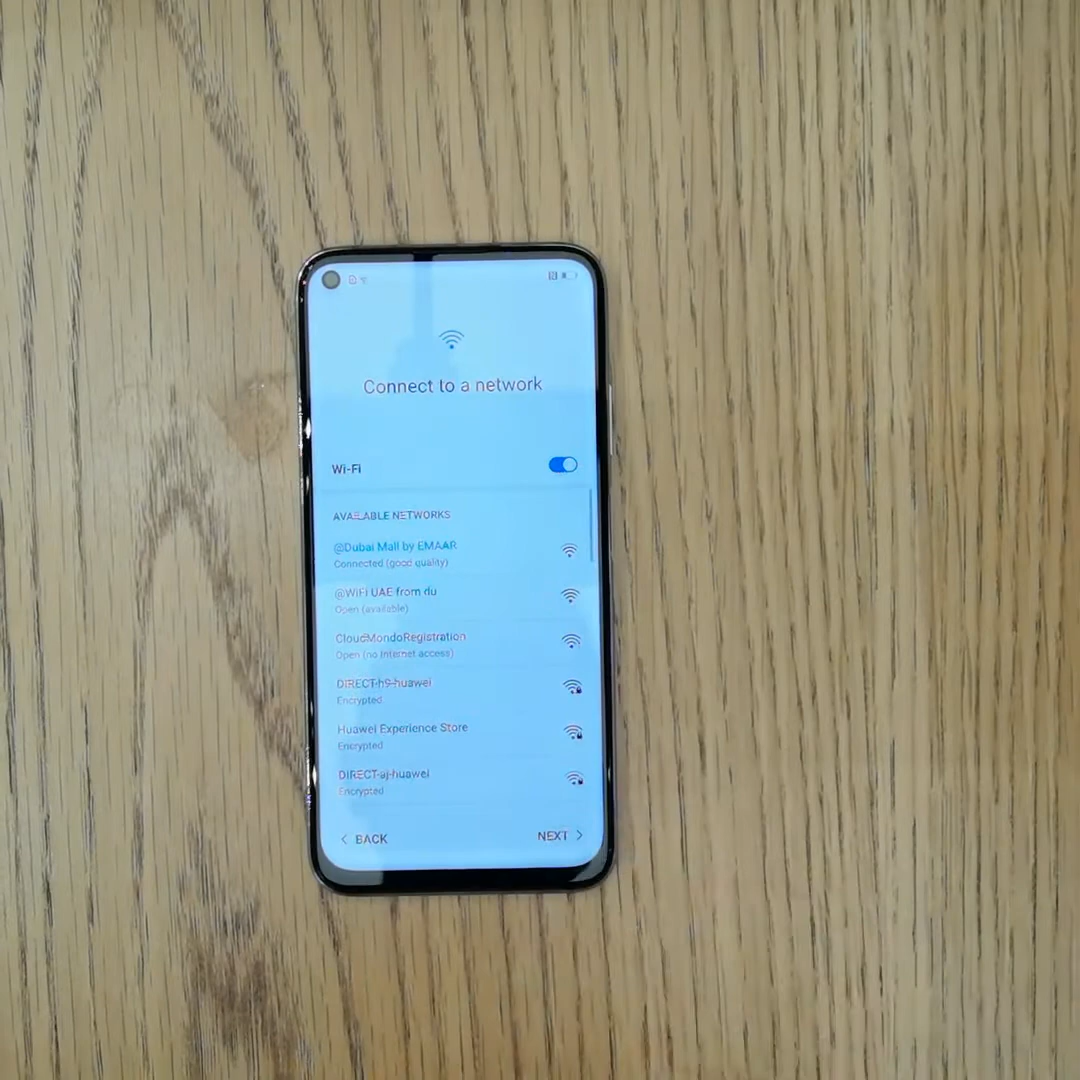 Connect to a network
Wi-Fi
AVAILABLE NETWORKS
@Dubai Mall by EMAAR
Connected (good quality)
@WiFi UAE from du
Open (available)
CloudMondoRegistration
Open (no Internet access)
DIRECT-h9-huawei
Encrypted
Huawei Experience Store
Encrypted
DIRECT-aj-huawei
Encrypted
< BACK
NEXT >